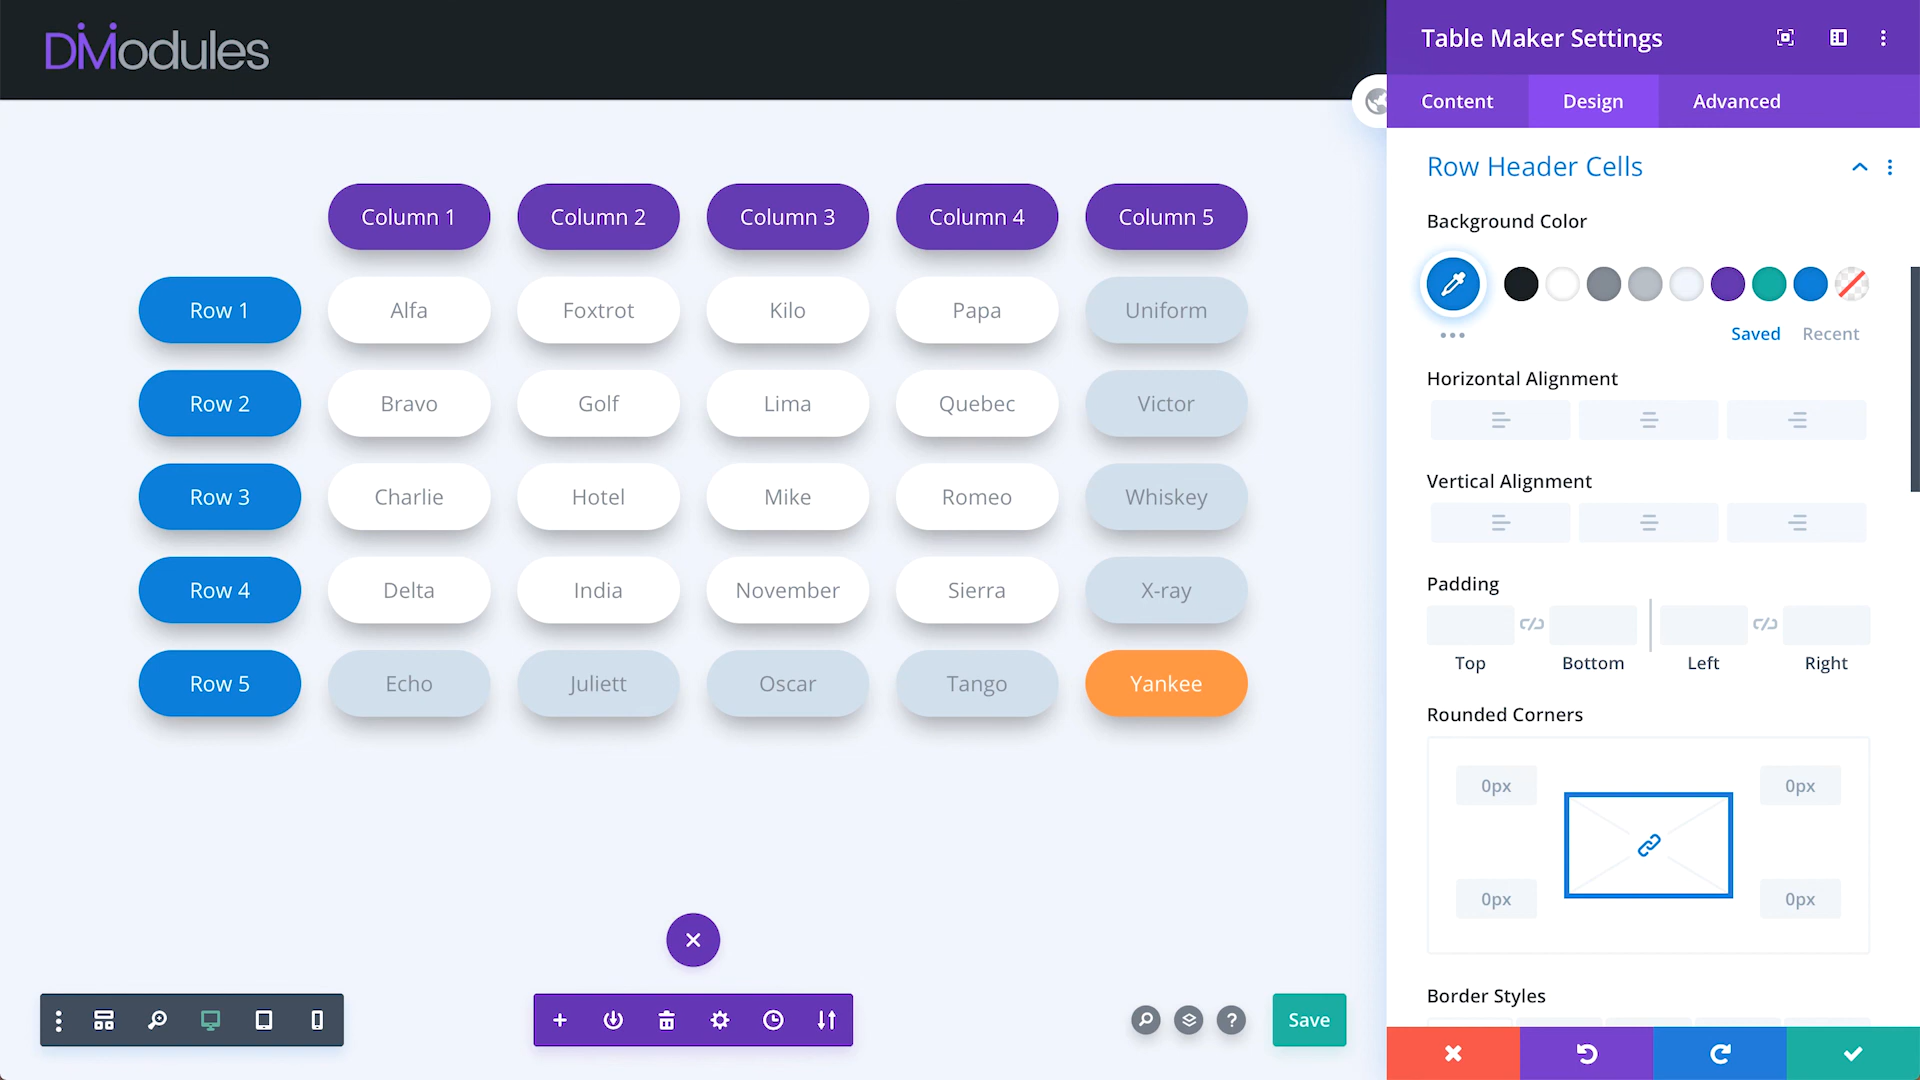 DiModules
Table Maker Settings
Content Design Advanced
Row Header Cells
Background Color
Saved Recent
Horizontal Alignment
Vertical Alignment
Padding
Top Bottom Left Right
Rounded Corners
0px 0px
0px 0px
Border Styles
Column 1 Column 2 Column 3 Column 4 Column 5
Row 1 Alfa Foxtrot Kilo Papa Uniform
Row 2 Bravo Golf Lima Quebec Victor
Row 3 Charlie Hotel Mike Romeo Whiskey
Row 4 Delta India November Sierra X-ray
Row 5 Echo Juliett Oscar Tango Yankee
Save